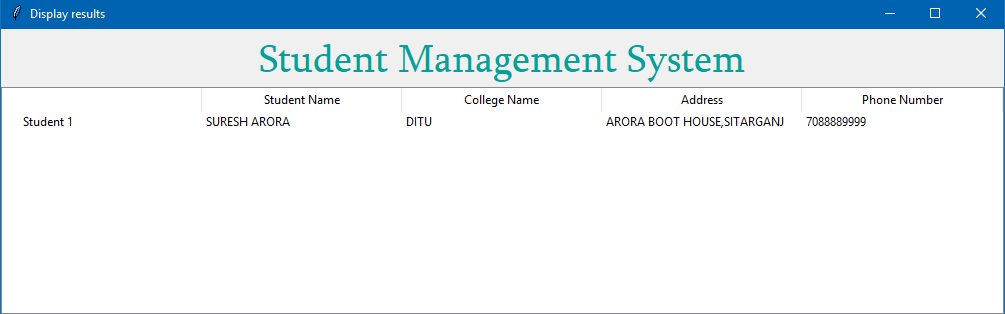 Display results
Student Management System
Student Name College Name Address Phone Number
Student 1 SURESH ARORA DITU ARORA BOOT HOUSE,SITARGANJ 7088889999